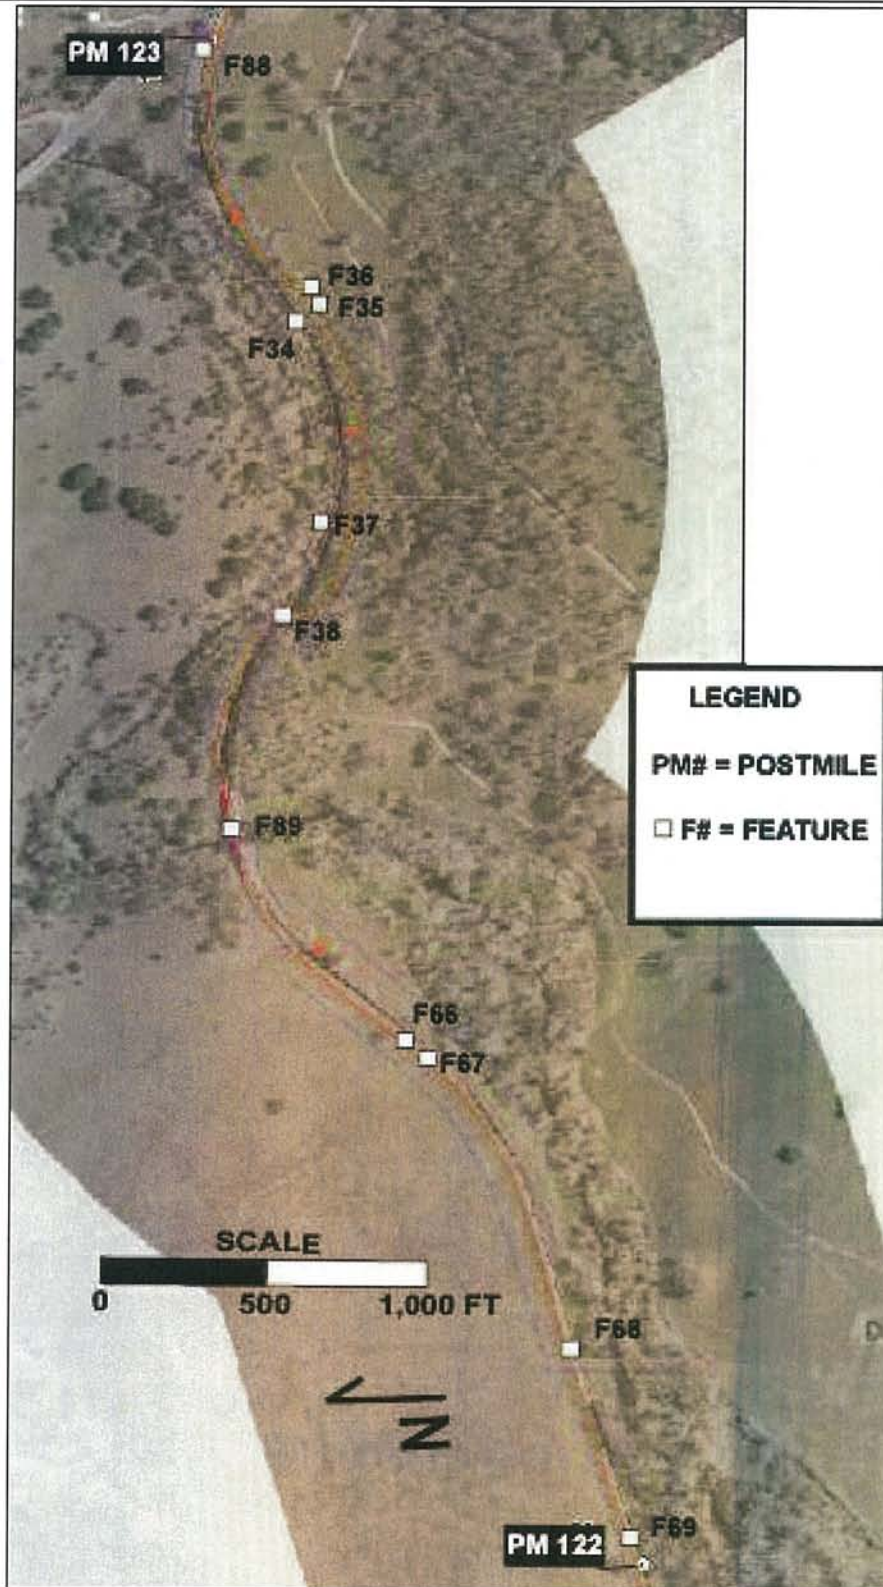 PM 123
F88
F36
F35
F34
F37
F38
LEGEND
PM# = POSTMILE
F# = FEATURE
F89
F66
F67
SCALE
0 500 1,000 FT
F68
N
F69
PM 122
D